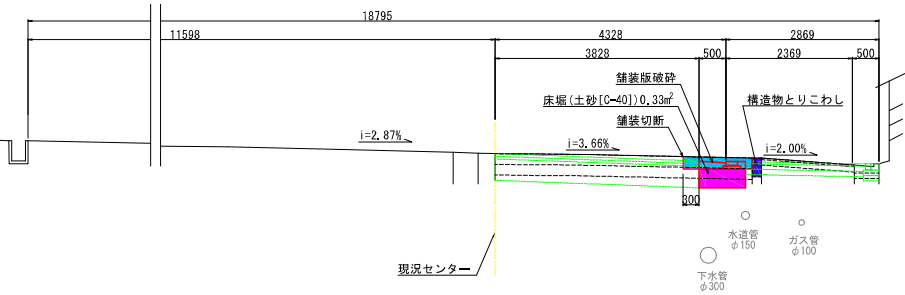 18795
11598
4328
2869
3828
500
2369
500
舗装版破砕
床堀(土砂[C-40])0.33m²
構造物とりこわし
舗装切断
i=2.87%
i=3.66%
i=2.00%
300
水道管
φ150
ガス管
φ100
現況センター
下水管
φ300